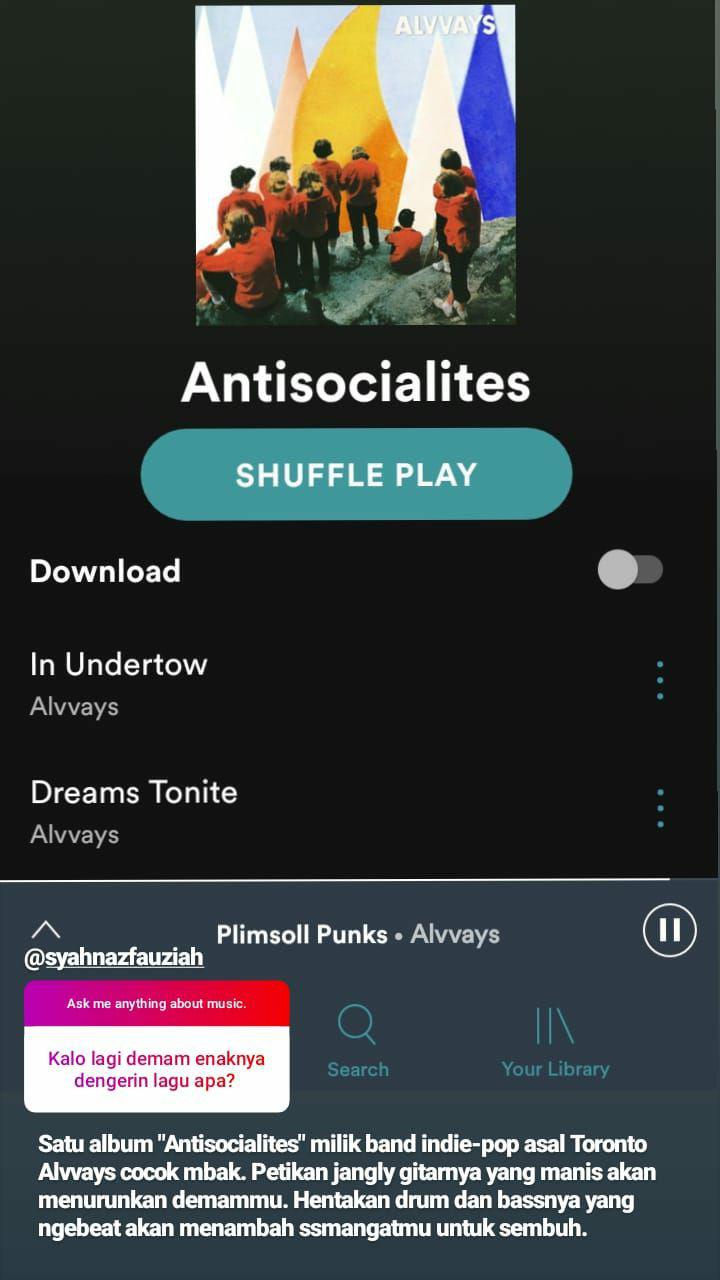 ALVVAYS
Antisocialites
SHUFFLE PLAY
Download
In Undertow
Alvvays
Dreams Tonite
Alvvays
Plimsoll Punks • Alvvays
@syahnazfauziah
Ask me anything about music.
Kalo lagi demam enaknya
dengerin lagu apa?
Search
Your Library
Satu album "Antisocialites" milik band indie-pop asal Toronto
Alvvays cocok mbak. Petikan jangly gitarnya yang manis akan
menurunkan demammu. Hentakan drum dan bassnya yang
ngebeat akan menambah ssmangatmu untuk sembuh.